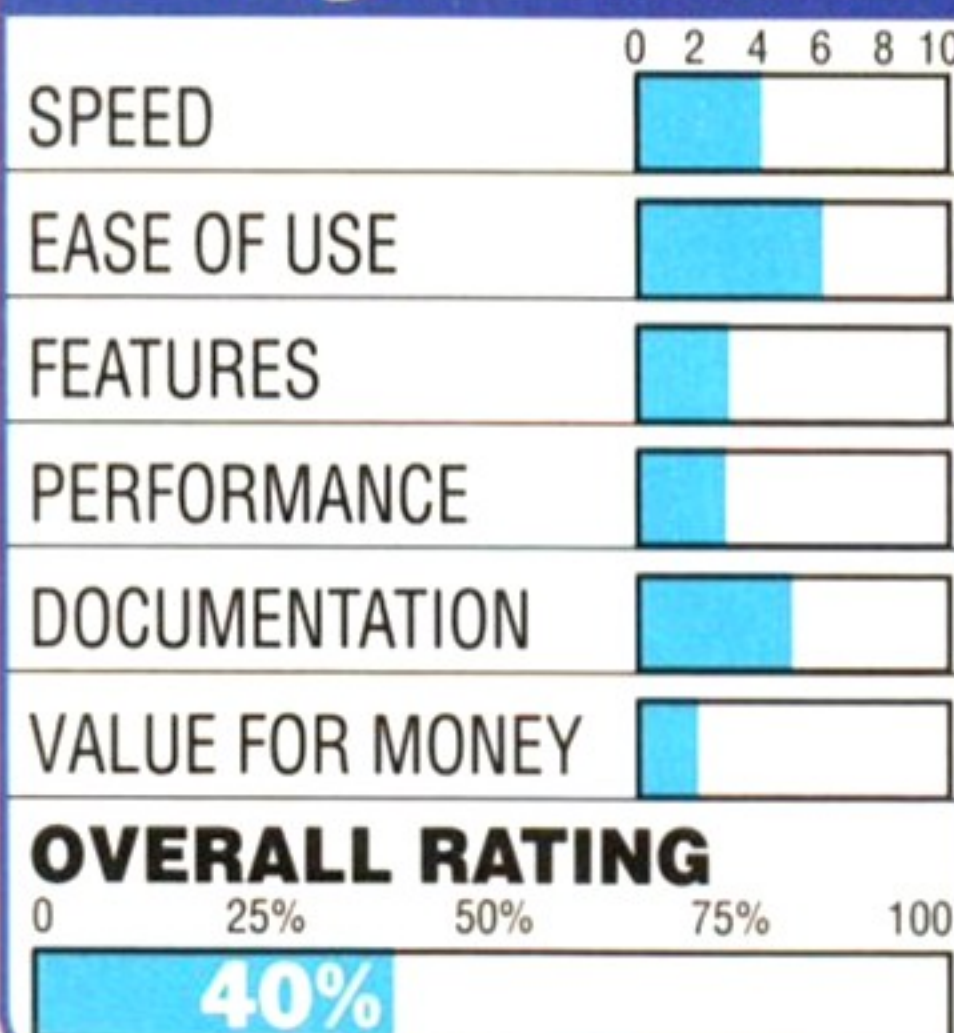 0 2 4 6 8 10
SPEED
EASE OF USE
FEATURES
PERFORMANCE
DOCUMENTATION
VALUE FOR MONEY
OVERALL RATING
0 25% 50% 75% 100
40%